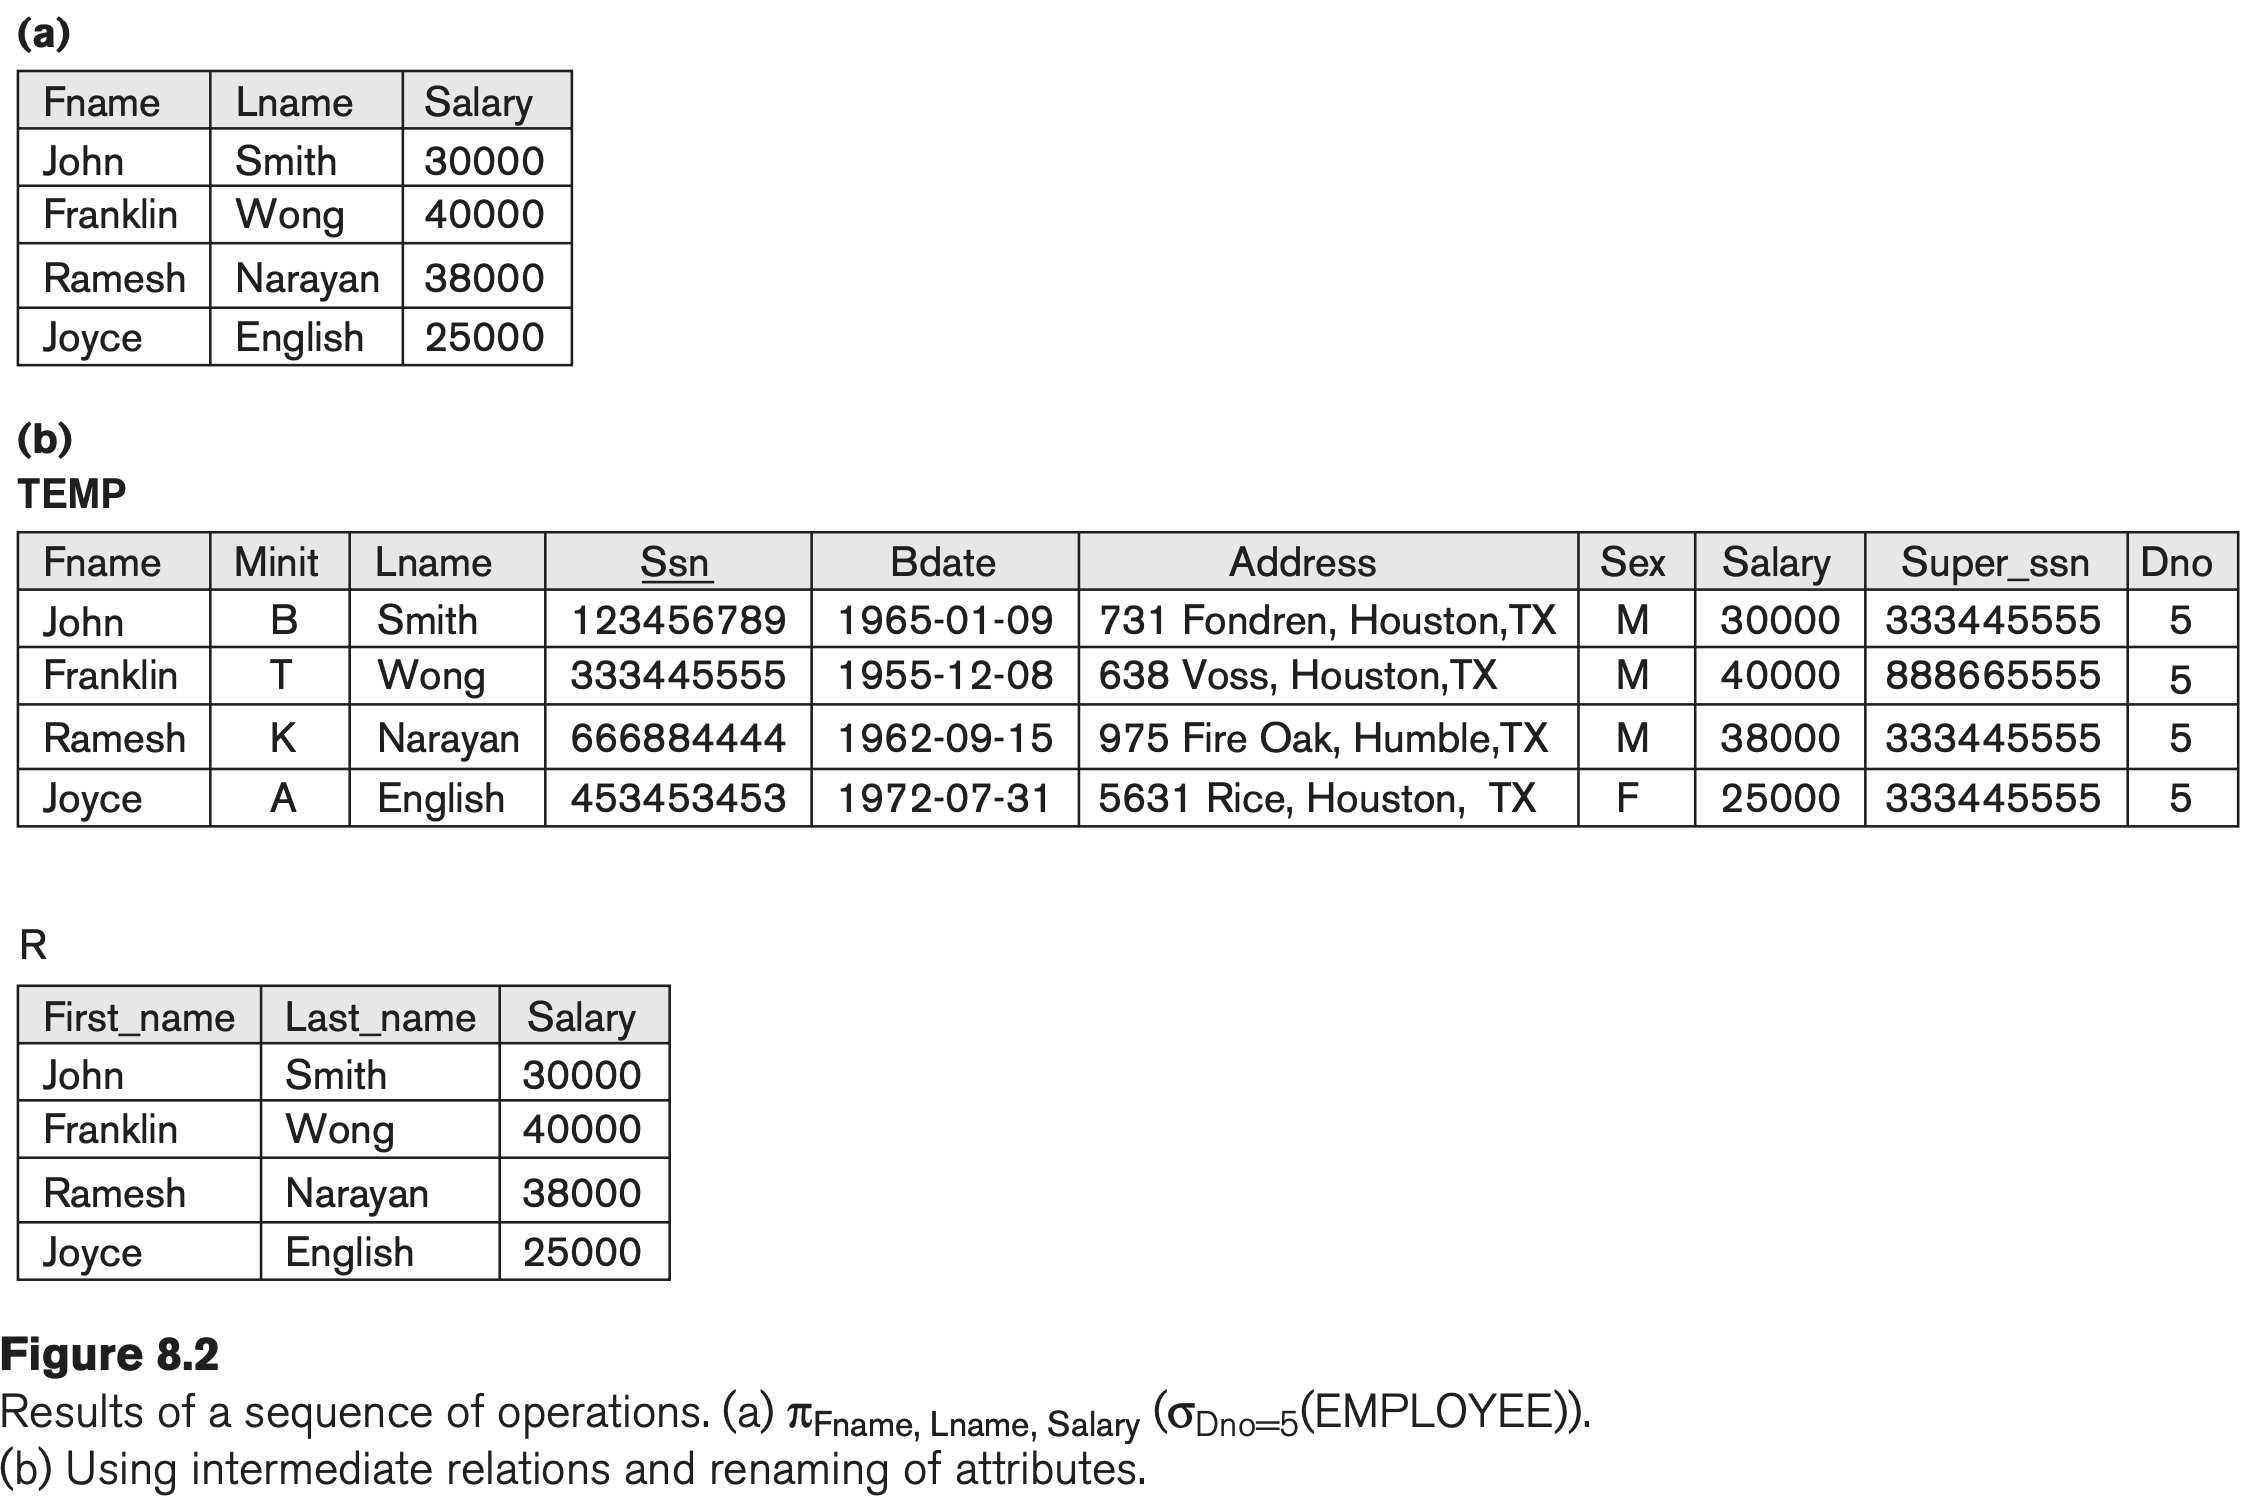 (a)
Fname Lname Salary
John Smith 30000
Franklin Wong 40000
Ramesh Narayan 38000
Joyce English 25000
(b)
TEMP
Fname Minit Lname Ssn Bdate Address Sex Salary Super_ssn Dno
John B Smith 123456789 1965-01-09 731 Fondren, Houston,TX M 30000 333445555 5
Franklin T Wong 333445555 1955-12-08 638 Voss, Houston,TX M 40000 888665555 5
Ramesh K Narayan 666884444 1962-09-15 975 Fire Oak, Humble,TX M 38000 333445555 5
Joyce A English 453453453 1972-07-31 5631 Rice, Houston, TX F 25000 333445555 5
R
First_name Last_name Salary
John Smith 30000
Franklin Wong 40000
Ramesh Narayan 38000
Joyce English 25000
Figure 8.2
Results of a sequence of operations. (a) πFname, Lname, Salary (σDno=5(EMPLOYEE)).
(b) Using intermediate relations and renaming of attributes.